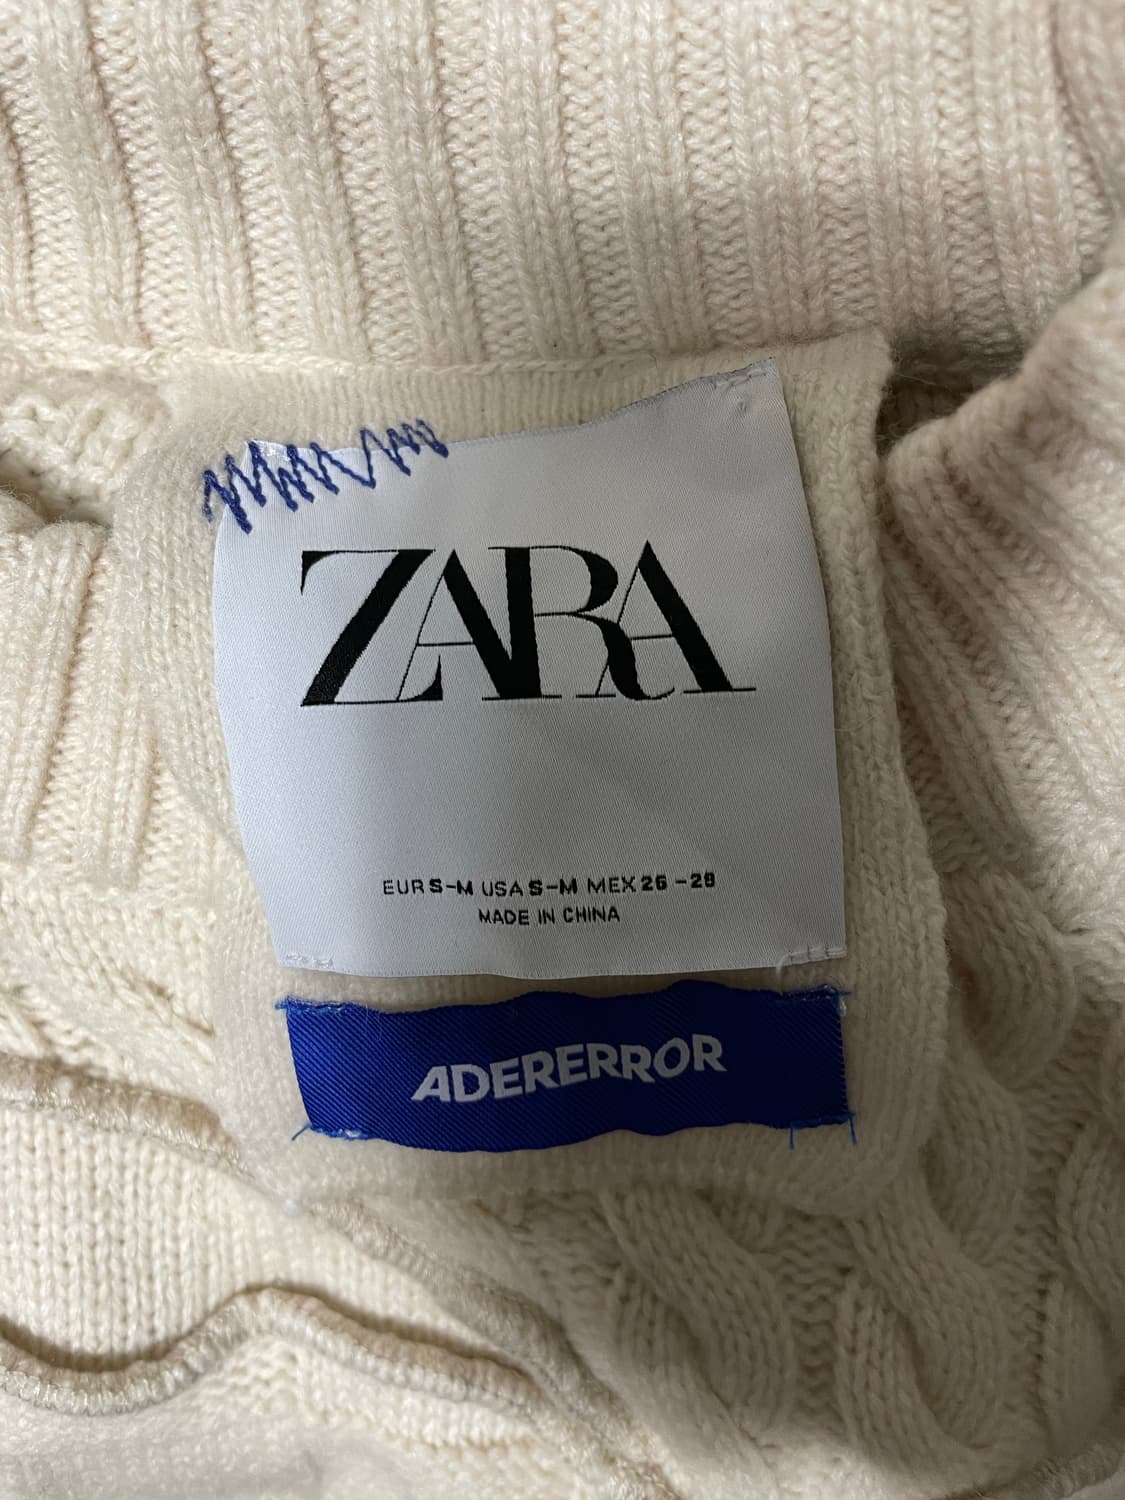 ZARA
EUR S-M USA S-M MEX 26 - 28
MADE IN CHINA
ADERERROR